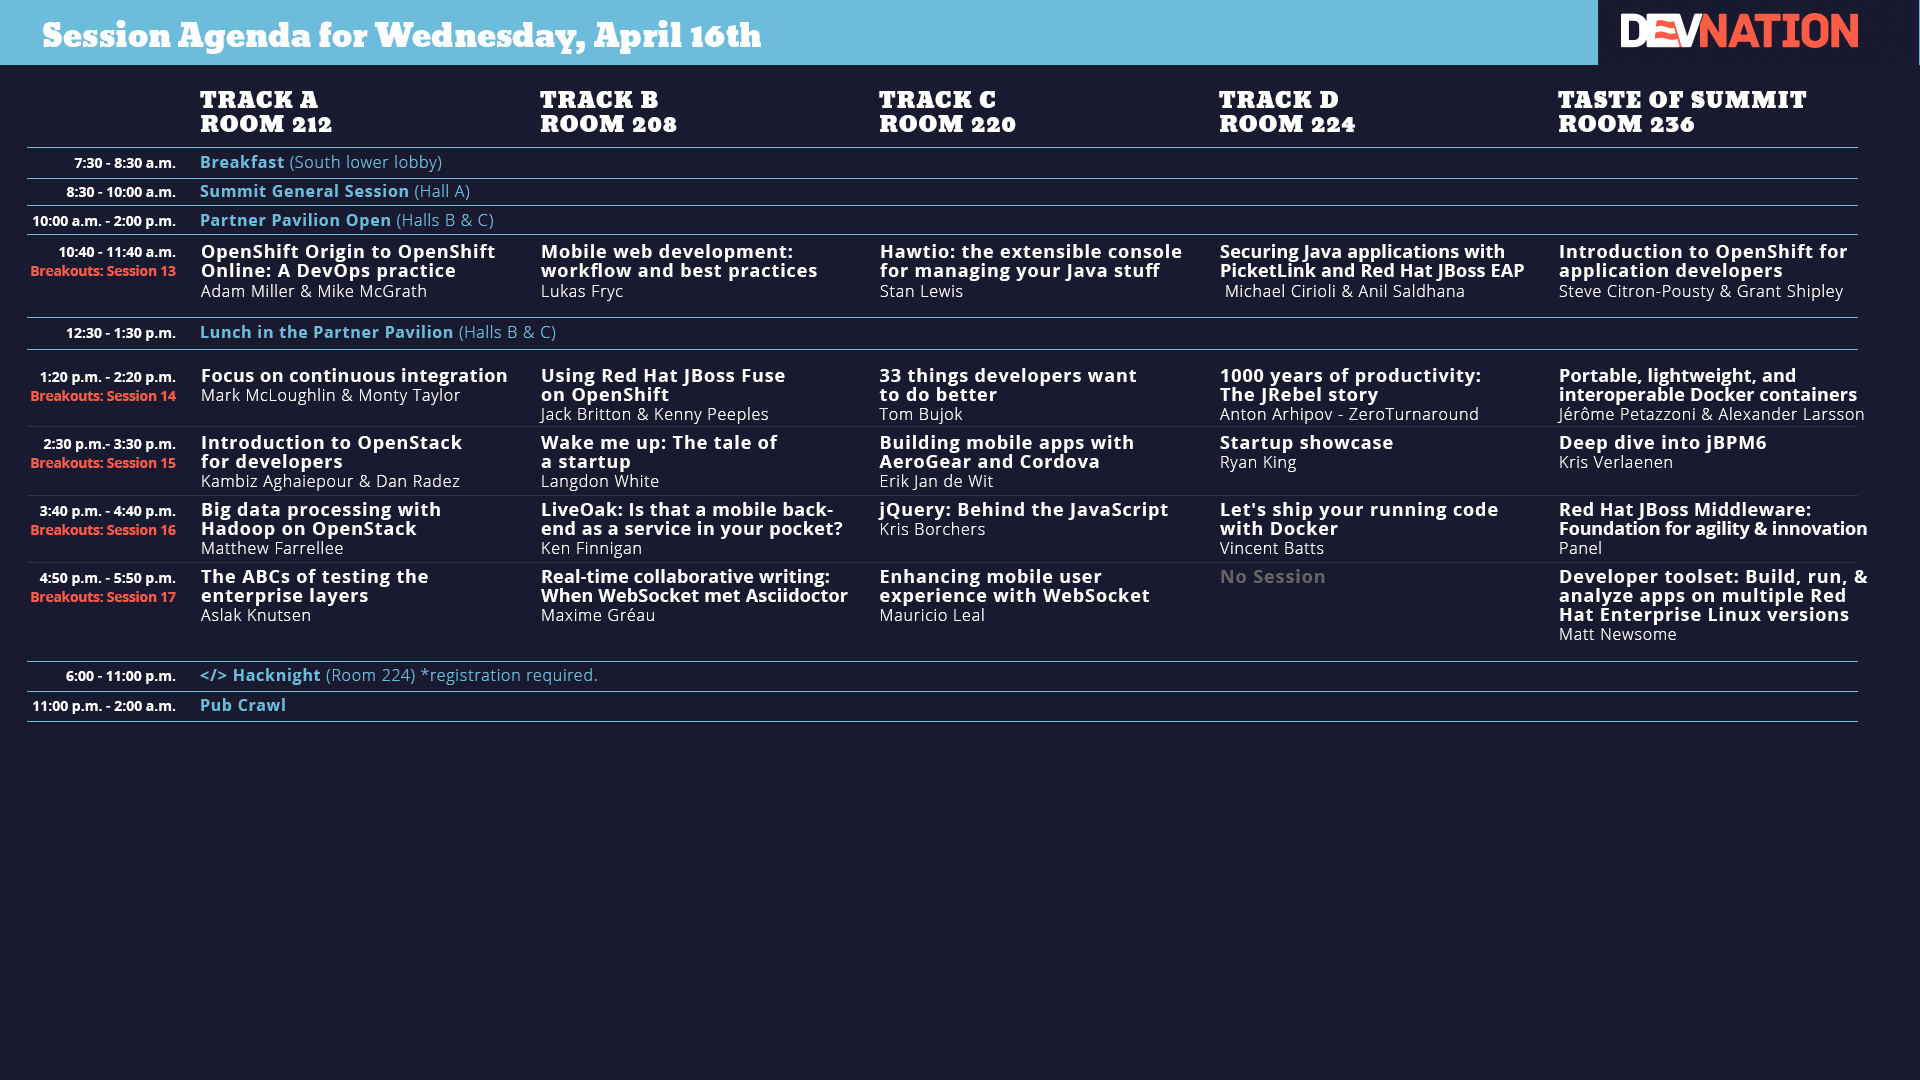 Session Agenda for Wednesday, April 16th
DEVNATION
TRACK A
ROOM 212
TRACK B
ROOM 208
TRACK C
ROOM 220
TRACK D
ROOM 224
TASTE OF SUMMIT
ROOM 236
7:30 - 8:30 a.m.
Breakfast (South lower lobby)
8:30 - 10:00 a.m.
Summit General Session (Hall A)
10:00 a.m. - 2:00 p.m.
Partner Pavilion Open (Halls B & C)
10:40 - 11:40 a.m.
Breakouts: Session 13
OpenShift Origin to OpenShift
Online: A DevOps practice
Adam Miller & Mike McGrath
Mobile web development:
workflow and best practices
Lukas Fryc
Hawtio: the extensible console
for managing your Java stuff
Stan Lewis
Securing Java applications with
PicketLink and Red Hat JBoss EAP
Michael Cirioli & Anil Saldhana
Introduction to OpenShift for
application developers
Steve Citron-Pousty & Grant Shipley
12:30 - 1:30 p.m.
Lunch in the Partner Pavilion (Halls B & C)
1:20 p.m. - 2:20 p.m.
Breakouts: Session 14
Focus on continuous integration
Mark McLoughlin & Monty Taylor
Using Red Hat JBoss Fuse
on OpenShift
Jack Britton & Kenny Peeples
33 things developers want
to do better
Tom Bujok
1000 years of productivity:
The JRebel story
Anton Arhipov - ZeroTurnaround
Portable, lightweight, and
interoperable Docker containers
Jérôme Petazzoni & Alexander Larsson
2:30 p.m.- 3:30 p.m.
Breakouts: Session 15
Introduction to OpenStack
for developers
Kambiz Aghaiepour & Dan Radez
Wake me up: The tale of
a startup
Langdon White
Building mobile apps with
AeroGear and Cordova
Erik Jan de Wit
Startup showcase
Ryan King
Deep dive into jBPM6
Kris Verlaenen
3:40 p.m. - 4:40 p.m.
Breakouts: Session 16
Big data processing with
Hadoop on OpenStack
Matthew Farrellee
LiveOak: Is that a mobile back-
end as a service in your pocket?
Ken Finnigan
jQuery: Behind the JavaScript
Kris Borchers
Let's ship your running code
with Docker
Vincent Batts
Red Hat JBoss Middleware:
Foundation for agility & innovation
Panel
4:50 p.m. - 5:50 p.m.
Breakouts: Session 17
The ABCs of testing the
enterprise layers
Aslak Knutsen
Real-time collaborative writing:
When WebSocket met Asciidoctor
Maxime Gréau
Enhancing mobile user
experience with WebSocket
Mauricio Leal
No Session
Developer toolset: Build, run, &
analyze apps on multiple Red
Hat Enterprise Linux versions
Matt Newsome
6:00 - 11:00 p.m.
</> Hacknight (Room 224) *registration required.
11:00 p.m. - 2:00 a.m.
Pub Crawl